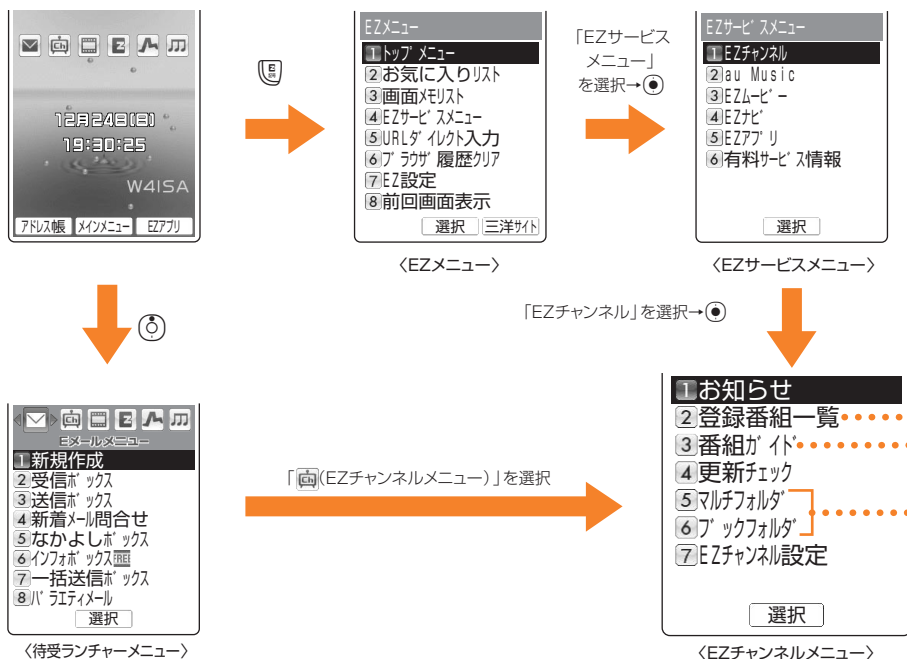 12月24日(日)
19:30:25
W41SA
アドレス帳 メインメニュー EZアプリ
EZメニュー
1トップメニュー
2お気に入りリスト
3画面メモリスト
4EZサービスメニュー
5URLダイレクト入力
6ブラウザ履歴クリア
7EZ設定
8前回画面表示
選択 三洋サイト
〈EZメニュー〉
「EZサービス
メニュー」
を選択→
EZサービスメニュー
1EZチャンネル
2au Music
3EZムービー
4EZナビ
5EZアプリ
6有料サービス情報
選択
〈EZサービスメニュー〉
「EZチャンネル」を選択→
Eメールメニュー
1新規作成
2受信ボックス
3送信ボックス
4新着メール問合せ
5なかよしボックス
6インフォボックスFREE
7一括送信ボックス
8バラエティメール
選択
〈待受ランチャーメニュー〉
「Ch(EZチャンネルメニュー)」を選択
1お知らせ
2登録番組一覧
3番組ガイド
4更新チェック
5マルチフォルダ
6ブックフォルダ
7EZチャンネル設定
選択
〈EZチャンネルメニュー〉